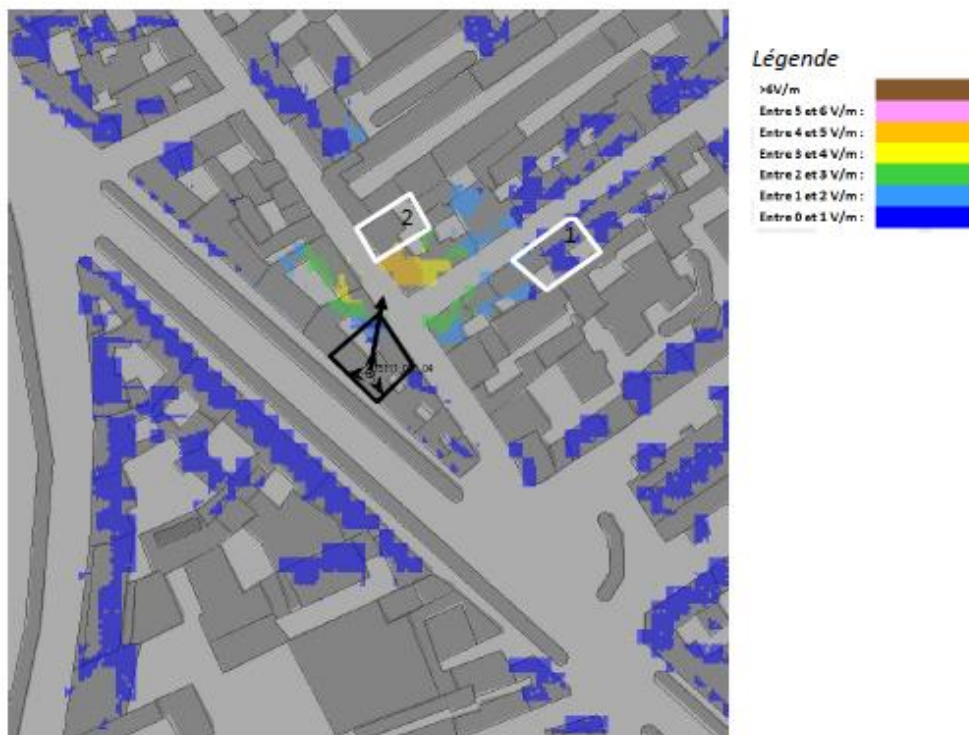 Légende
>6V/m
Entre 5 et 6 V/m :
Entre 4 et 5 V/m :
Entre 3 et 4 V/m :
Entre 2 et 3 V/m :
Entre 1 et 2 V/m :
Entre 0 et 1 V/m :
2
1